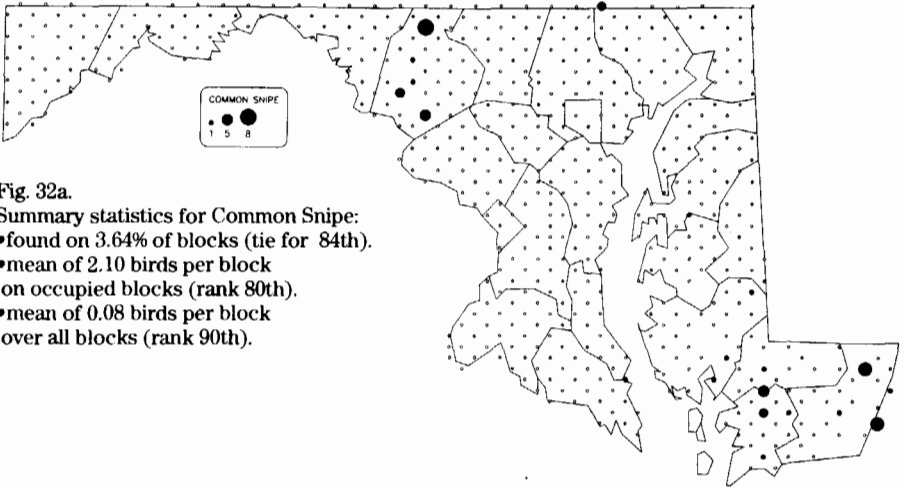 COMMON SNIPE
1 5 8
Fig. 32a.
Summary statistics for Common Snipe:
•found on 3.64% of blocks (tie for 84th).
•mean of 2.10 birds per block
on occupied blocks (rank 80th).
•mean of 0.08 birds per block
over all blocks (rank 90th).